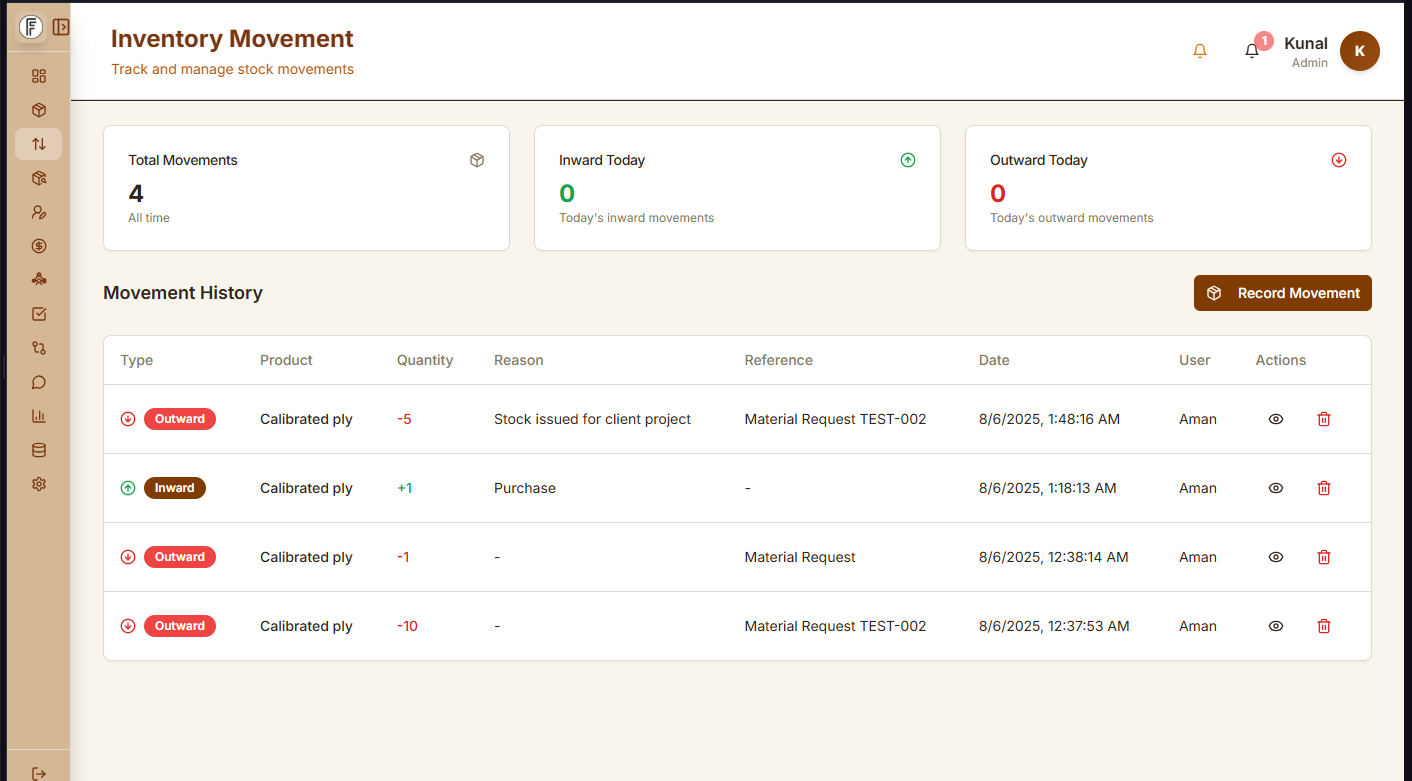 Inventory Movement
Track and manage stock movements
1
Kunal
Admin
K
Total Movements
4
All time
Inward Today
0
Today's inward movements
Outward Today
0
Today's outward movements
Movement History
Record Movement
Type Product Quantity Reason Reference Date User Actions
Outward Calibrated ply -5 Stock issued for client project Material Request TEST-002 8/6/2025, 1:48:16 AM Aman
Inward Calibrated ply +1 Purchase - 8/6/2025, 1:18:13 AM Aman
Outward Calibrated ply -1 - Material Request 8/6/2025, 12:38:14 AM Aman
Outward Calibrated ply -10 - Material Request TEST-002 8/6/2025, 12:37:53 AM Aman